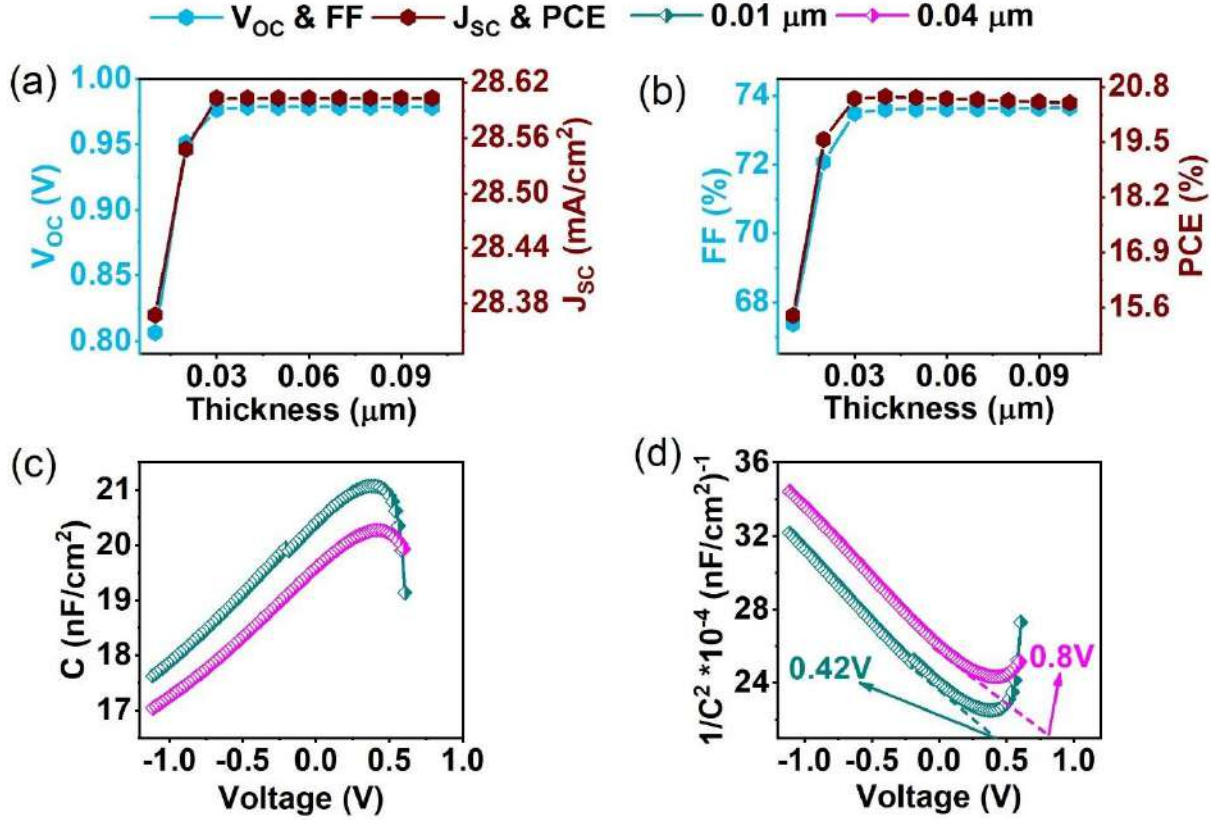 V_OC & FF J_SC & PCE 0.01 μm 0.04 μm
(a)
1.00
0.95
0.90
0.85
0.80
V_OC (V)
28.62
28.56
28.50
28.44
28.38
J_SC (mA/cm²)
0.03 0.06 0.09
Thickness (μm)
(b)
74
72
70
68
FF (%)
20.8
19.5
18.2
16.9
15.6
PCE (%)
0.03 0.06 0.09
Thickness (μm)
(c)
21
20
19
18
17
C (nF/cm²)
-1.0 -0.5 0.0 0.5 1.0
Voltage (V)
(d)
36
32
28
24
1/C² *10⁻⁴ (nF/cm²)⁻¹
0.42V
0.8V
-1.0 -0.5 0.0 0.5 1.0
Voltage (V)